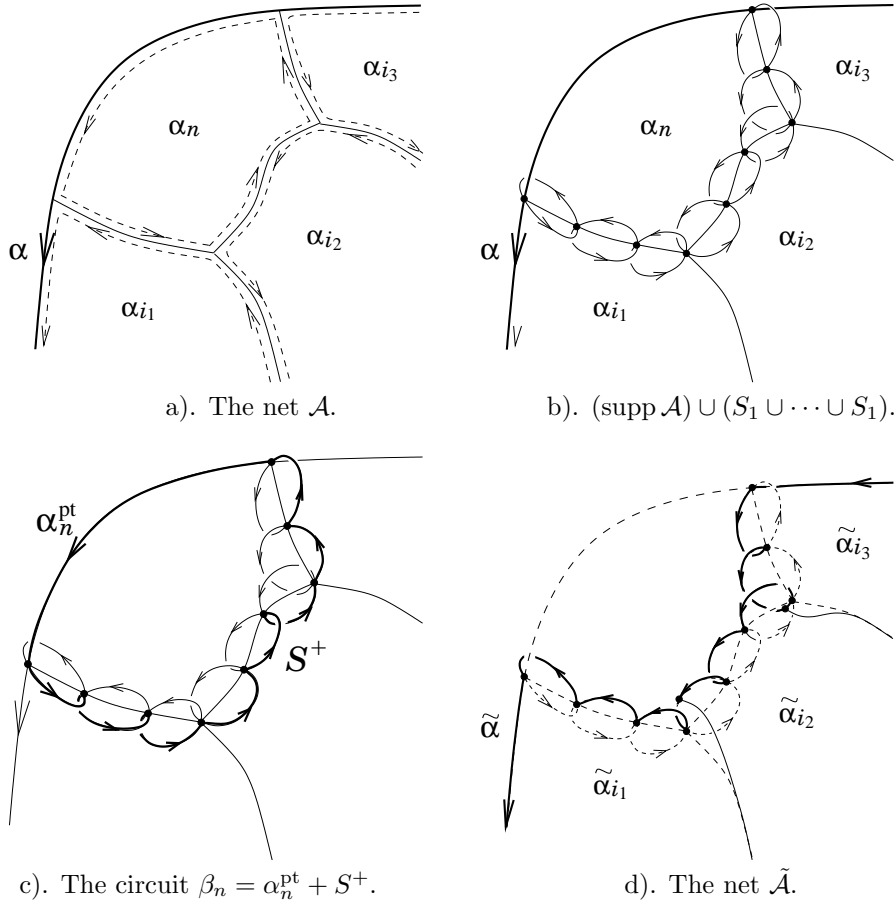 α_{i_3}
α_n
α_{i_2}
α
α_{i_1}
a). The net 𝒜.
α_{i_3}
α_n
α_{i_2}
α
α_{i_1}
b). (supp 𝒜) ∪ (S_1 ∪ ⋯ ∪ S_1).
α_n^{pt}
S^+
c). The circuit β_n = α_n^{pt} + S^+.
α̃_{i_3}
α̃
α̃_{i_2}
α̃_{i_1}
d). The net 𝒜̃.